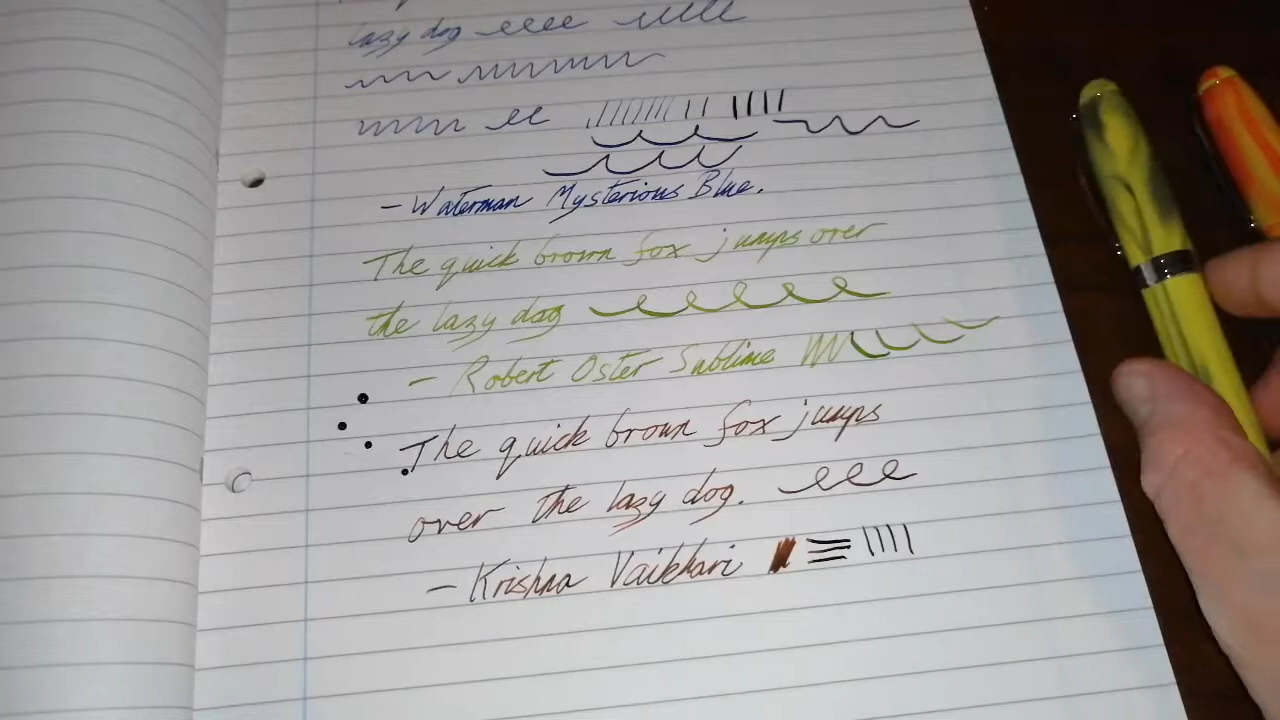 lazy dog
- Waterman Mysterious Blue.
The quick brown fox jumps over
the lazy dog
- Robert Oster Sublime
The quick brown fox jumps
over the lazy dog.
- Krishna Vaikhari